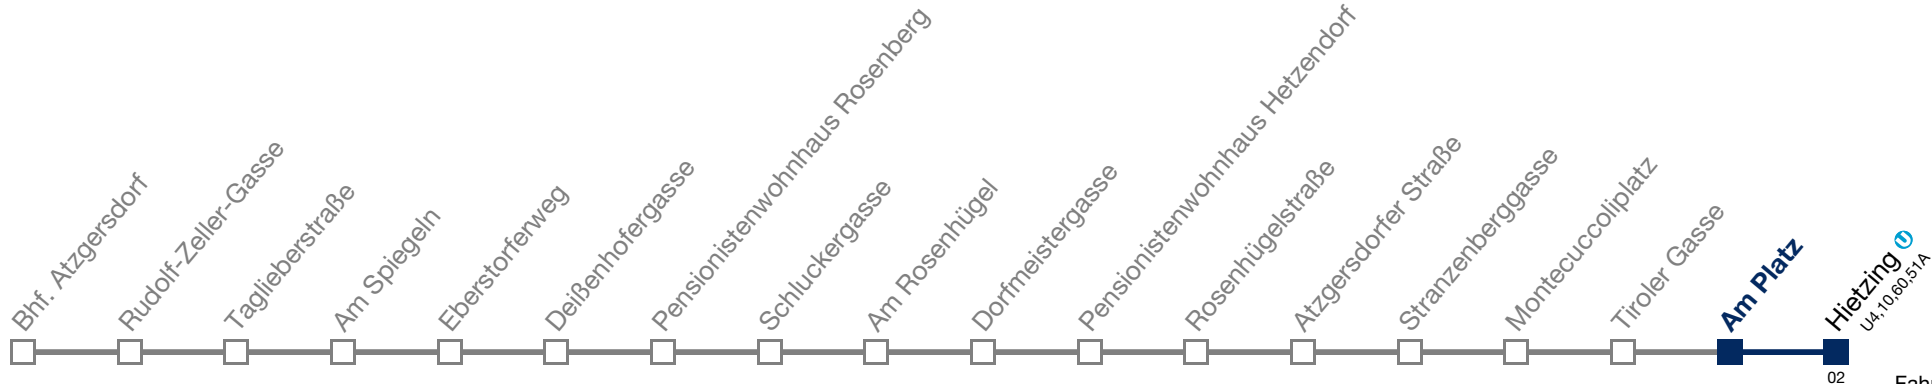 Bhf. Atzgersdorf
Rudolf-Zeller-Gasse
Taglieberstraße
Am Spiegeln
Eberstorferweg
Deißenhofergasse
Pensionistenwohnhaus Rosenberg
Schluckergasse
Am Rosenhügel
Dorfmeistergasse
Pensionistenwohnhaus Hetzendorf
Rosenhügelstraße
Atzgersdorfer Straße
Stranzenberggasse
Montecuccoliplatz
Tiroler Gasse
Am Platz
Hietzing U
U4,10,60,51A
02